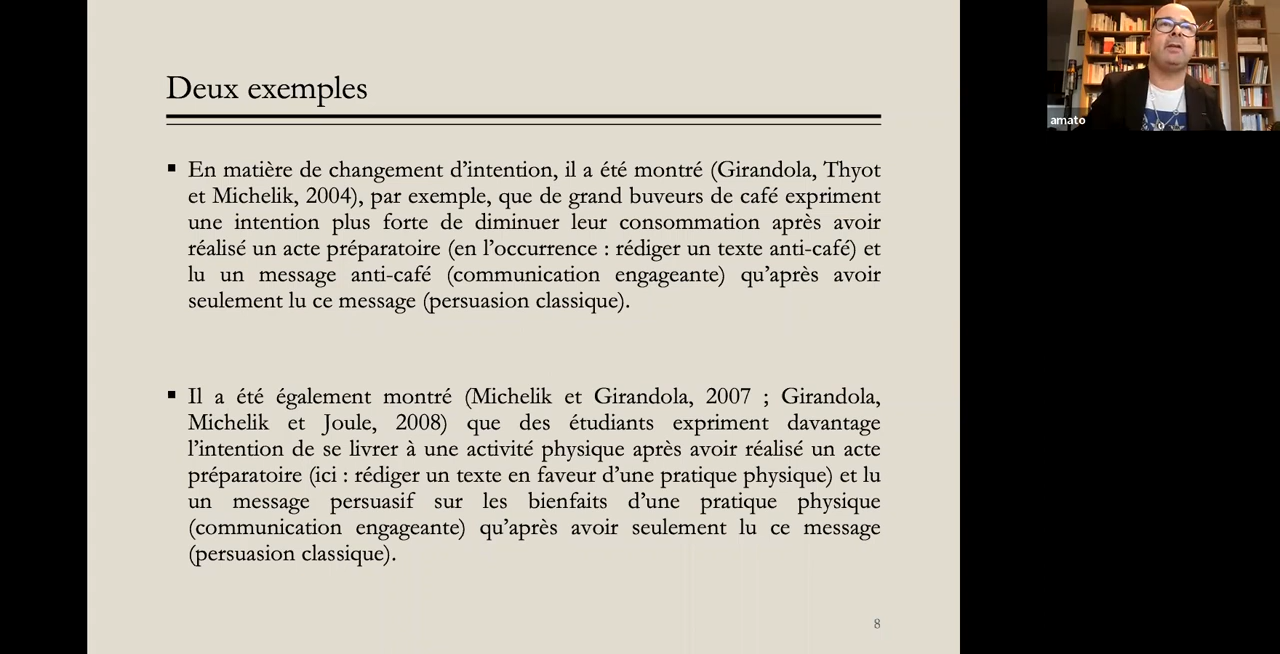 Deux exemples
▪ En matière de changement d’intention, il a été montré (Girandola, Thyot
et Michelik, 2004), par exemple, que de grand buveurs de café expriment
une intention plus forte de diminuer leur consommation après avoir
réalisé un acte préparatoire (en l’occurrence : rédiger un texte anti-café) et
lu un message anti-café (communication engageante) qu’après avoir
seulement lu ce message (persuasion classique).
▪ Il a été également montré (Michelik et Girandola, 2007 ; Girandola,
Michelik et Joule, 2008) que des étudiants expriment davantage
l’intention de se livrer à une activité physique après avoir réalisé un acte
préparatoire (ici : rédiger un texte en faveur d’une pratique physique) et lu
un message persuasif sur les bienfaits d’une pratique physique
(communication engageante) qu’après avoir seulement lu ce message
(persuasion classique).
8
amato